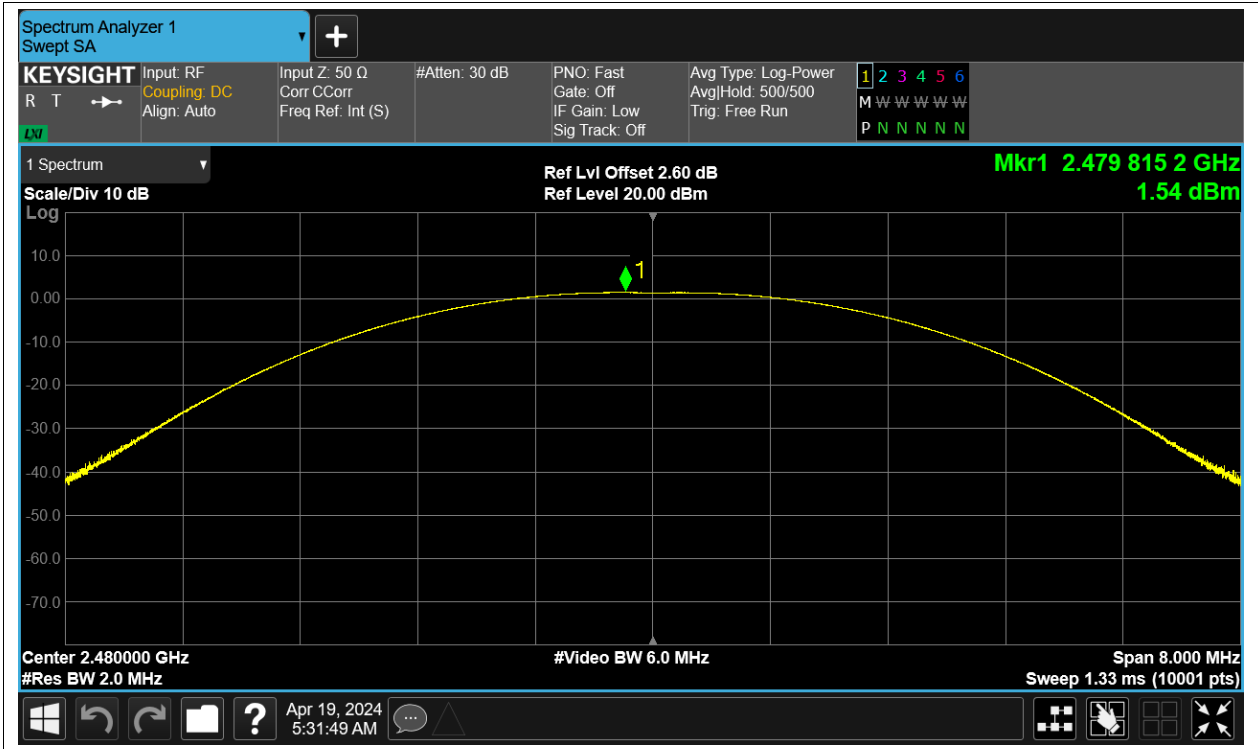 Spectrum Analyzer 1
Swept SA
KEYSIGHT
R T
LXI
Input: RF
Coupling: DC
Align: Auto
Input Z: 50 Ω
Corr CCorr
Freq Ref: Int (S)
#Atten: 30 dB
PNO: Fast
Gate: Off
IF Gain: Low
Sig Track: Off
Avg Type: Log-Power
Avg|Hold: 500/500
Trig: Free Run
1 2 3 4 5 6
M W W W W W
P N N N N N
1 Spectrum
Scale/Div 10 dB
Log
Ref Lvl Offset 2.60 dB
Ref Level 20.00 dBm
Mkr1 2.479 815 2 GHz
1.54 dBm
10.0
1
0.00
-10.0
-20.0
-30.0
-40.0
-50.0
-60.0
-70.0
Center 2.480000 GHz
#Video BW 6.0 MHz
Span 8.000 MHz
#Res BW 2.0 MHz
Sweep 1.33 ms (10001 pts)
?
Apr 19, 2024
5:31:49 AM